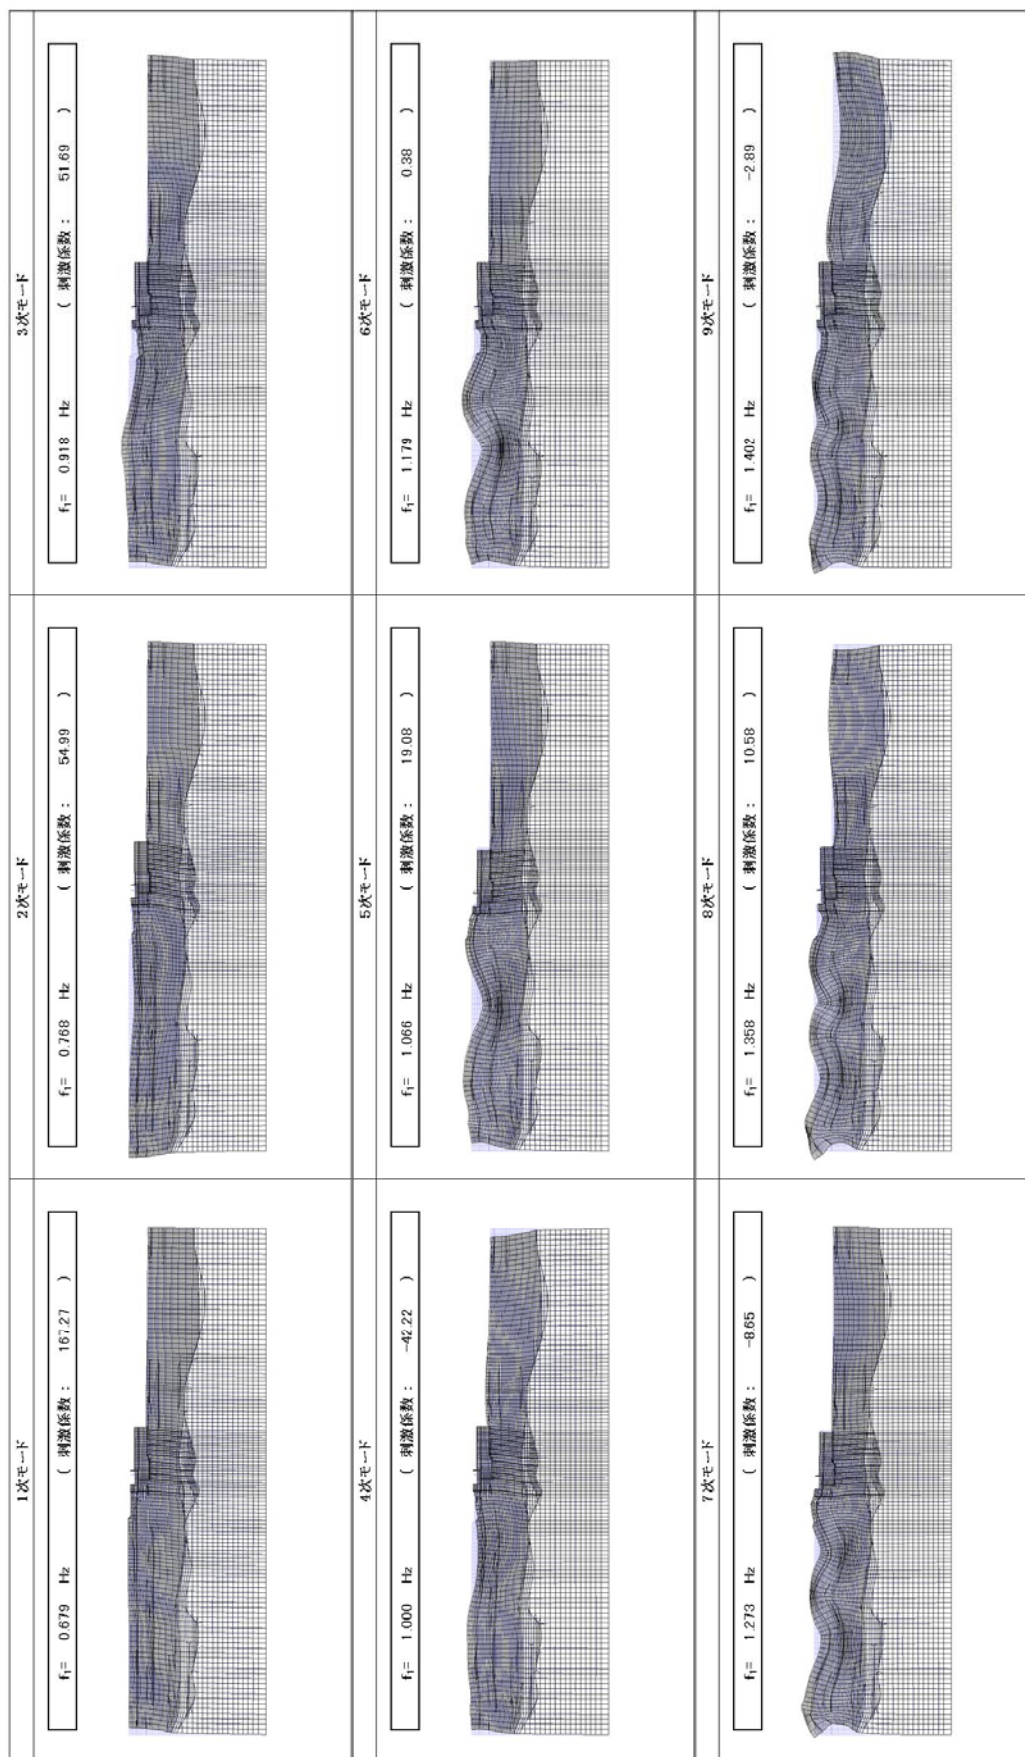 1次モード
f₁= 0.679 Hz ( 刺激係数: 167.27 )
2次モード
f₁= 0.768 Hz ( 刺激係数: 54.99 )
3次モード
f₁= 0.918 Hz ( 刺激係数: 51.69 )
4次モード
f₁= 1.000 Hz ( 刺激係数: -42.22 )
5次モード
f₁= 1.066 Hz ( 刺激係数: 19.08 )
6次モード
f₁= 1.179 Hz ( 刺激係数: 0.38 )
7次モード
f₁= 1.273 Hz ( 刺激係数: -8.65 )
8次モード
f₁= 1.358 Hz ( 刺激係数: 10.58 )
9次モード
f₁= 1.402 Hz ( 刺激係数: -2.89 )